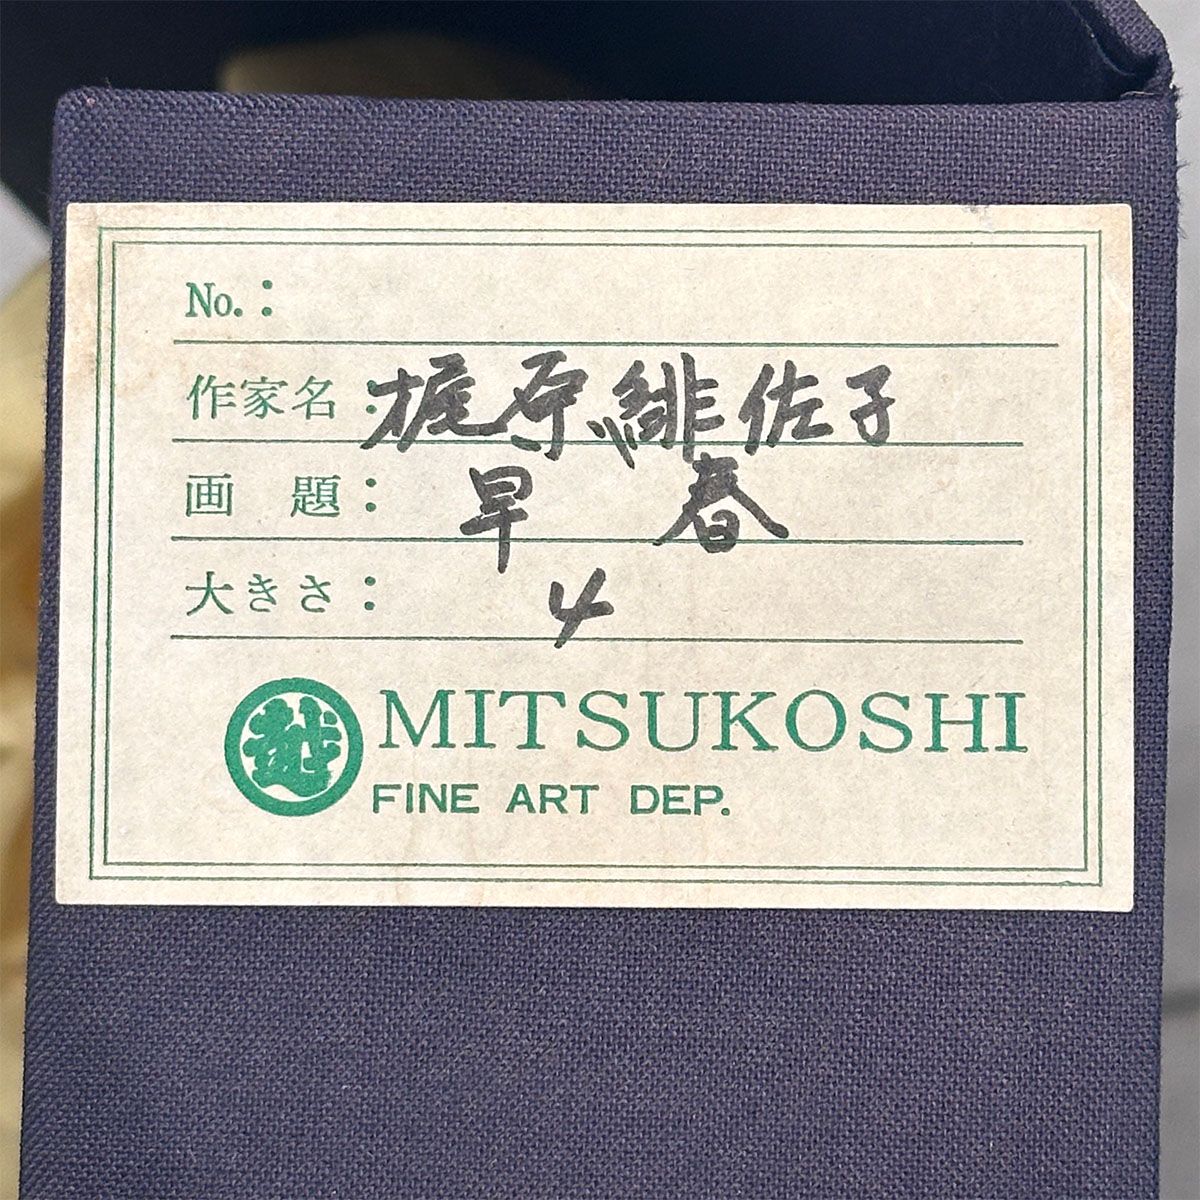 No.:
作家名:梶原緋佐子
画題:早春
大きさ:4
越 MITSUKOSHI
FINE ART DEP.